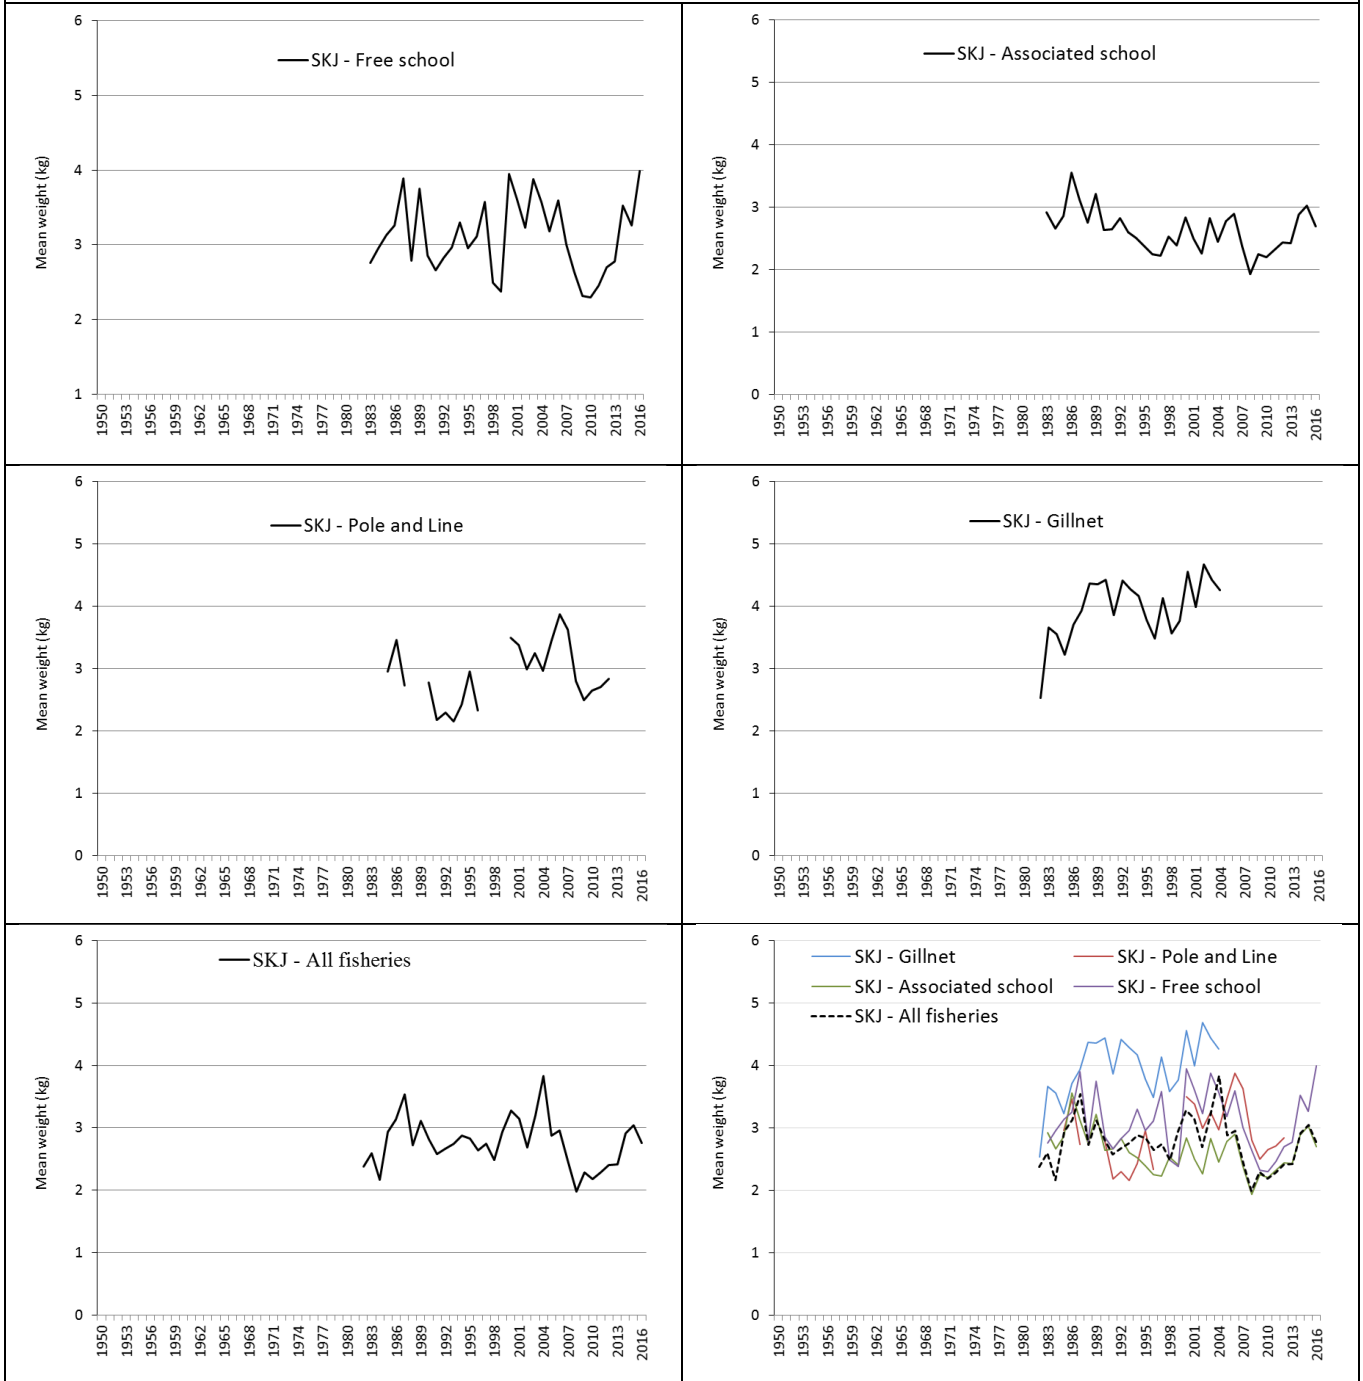 SKJ - Free school
Mean weight (kg)
6
5
4
3
2
1
1950 1953 1956 1959 1962 1965 1968 1971 1974 1977 1980 1983 1986 1989 1992 1995 1998 2001 2004 2007 2010 2013 2016
SKJ - Associated school
Mean weight (kg)
6
5
4
3
2
1
0
1950 1953 1956 1959 1962 1965 1968 1971 1974 1977 1980 1983 1986 1989 1992 1995 1998 2001 2004 2007 2010 2013 2016
SKJ - Pole and Line
Mean weight (kg)
6
5
4
3
2
1
0
1950 1953 1956 1959 1962 1965 1968 1971 1974 1977 1980 1983 1986 1989 1992 1995 1998 2001 2004 2007 2010 2013 2016
SKJ - Gillnet
Mean weight (kg)
6
5
4
3
2
1
0
1950 1953 1956 1959 1962 1965 1968 1971 1974 1977 1980 1983 1986 1989 1992 1995 1998 2001 2004 2007 2010 2013 2016
SKJ - All fisheries
Mean weight (kg)
6
5
4
3
2
1
0
1950 1953 1956 1959 1962 1965 1968 1971 1974 1977 1980 1983 1986 1989 1992 1995 1998 2001 2004 2007 2010 2013 2016
SKJ - Gillnet SKJ - Pole and Line
SKJ - Associated school SKJ - Free school
SKJ - All fisheries
Mean weight (kg)
6
5
4
3
2
1
0
1950 1953 1956 1959 1962 1965 1968 1971 1974 1977 1980 1983 1986 1989 1992 1995 1998 2001 2004 2007 2010 2013 2016